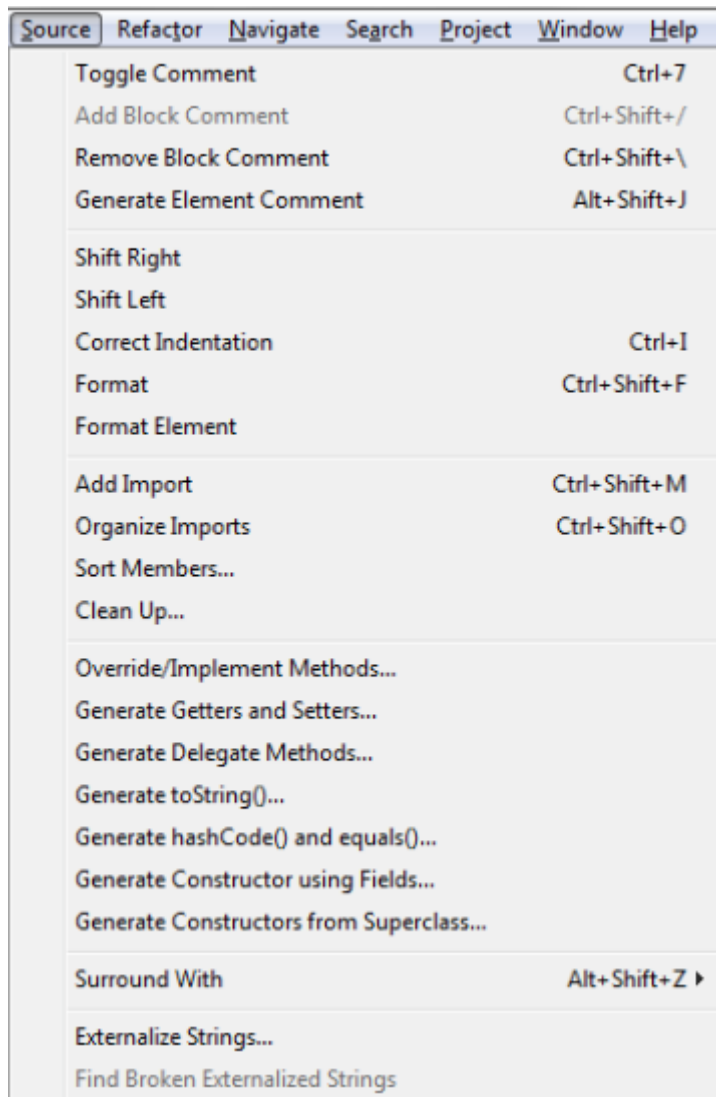 Source Refactor Navigate Search Project Window Help
Toggle Comment Ctrl+7
Add Block Comment Ctrl+Shift+/
Remove Block Comment Ctrl+Shift+\
Generate Element Comment Alt+Shift+J
Shift Right
Shift Left
Correct Indentation Ctrl+I
Format Ctrl+Shift+F
Format Element
Add Import Ctrl+Shift+M
Organize Imports Ctrl+Shift+O
Sort Members...
Clean Up...
Override/Implement Methods...
Generate Getters and Setters...
Generate Delegate Methods...
Generate toString()...
Generate hashCode() and equals()...
Generate Constructor using Fields...
Generate Constructors from Superclass...
Surround With Alt+Shift+Z
Externalize Strings...
Find Broken Externalized Strings